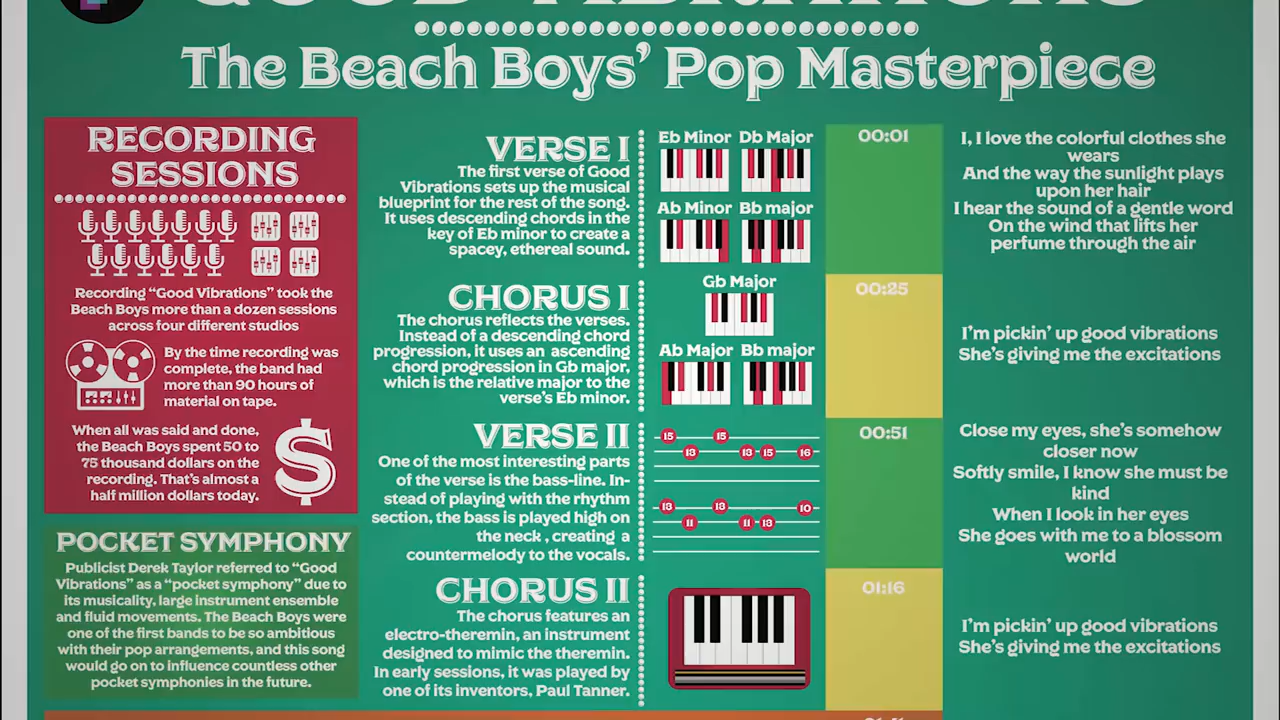 GOOD VIBRATIONS
The Beach Boys' Pop Masterpiece
RECORDING
SESSIONS
Recording "Good Vibrations" took the
Beach Boys more than a dozen sessions
across four different studios
By the time recording was
complete, the band had
more than 90 hours of
material on tape.
When all was said and done,
the Beach Boys spent 50 to
75 thousand dollars on the
recording. That's almost a
half million dollars today.
$
POCKET SYMPHONY
Publicist Derek Taylor referred to "Good
Vibrations" as a "pocket symphony" due to
its musicality, large instrument ensemble
and fluid movements. The Beach Boys were
one of the first bands to be so ambitious
with their pop arrangements, and this song
would go on to influence countless other
pocket symphonies in the future.
VERSE I
The first verse of Good
Vibrations sets up the musical
blueprint for the rest of the song.
It uses descending chords in the
key of Eb minor to create a
spacey, ethereal sound.
Eb Minor Db Major
Ab Minor Bb major
00:01
I, I love the colorful clothes she
wears
And the way the sunlight plays
upon her hair
I hear the sound of a gentle word
On the wind that lifts her
perfume through the air
CHORUS I
The chorus reflects the verses.
Instead of a descending chord
progression, it uses an ascending
chord progression in Gb major,
which is the relative major to the
verse's Eb minor.
Gb Major
Ab Major Bb major
00:25
I'm pickin' up good vibrations
She's giving me the excitations
VERSE II
One of the most interesting parts
of the verse is the bass-line. In-
stead of playing with the rhythm
section, the bass is played high on
the neck , creating a
countermelody to the vocals.
15 15
13 13 15 16
13 13 10
11 11 13
00:51
Close my eyes, she's somehow
closer now
Softly smile, I know she must be
kind
When I look in her eyes
She goes with me to a blossom
world
CHORUS II
The chorus features an
electro-theremin, an instrument
designed to mimic the theremin.
In early sessions, it was played by
one of its inventors, Paul Tanner.
01:16
I'm pickin' up good vibrations
She's giving me the excitations